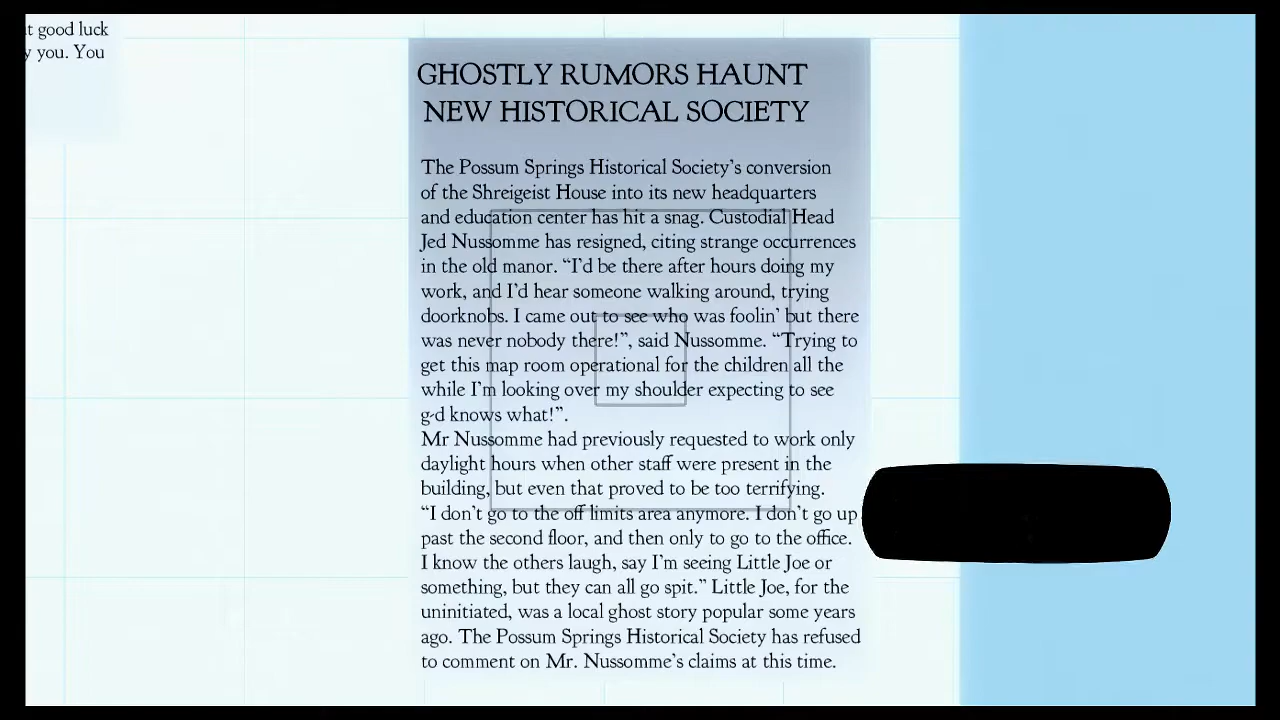 t good luck
y you. You
GHOSTLY RUMORS HAUNT
NEW HISTORICAL SOCIETY
The Possum Springs Historical Society's conversion
of the Shreigeist House into its new headquarters
and education center has hit a snag. Custodial Head
Jed Nussomme has resigned, citing strange occurrences
in the old manor. “I'd be there after hours doing my
work, and I'd hear someone walking around, trying
doorknobs. I came out to see who was foolin' but there
was never nobody there!”, said Nussomme. “Trying to
get this map room operational for the children all the
while I'm looking over my shoulder expecting to see
g-d knows what!”.
Mr Nussomme had previously requested to work only
daylight hours when other staff were present in the
building, but even that proved to be too terrifying.
“I don't go to the off limits area anymore. I don't go up
past the second floor, and then only to go to the office.
I know the others laugh, say I'm seeing Little Joe or
something, but they can all go spit.” Little Joe, for the
uninitiated, was a local ghost story popular some years
ago. The Possum Springs Historical Society has refused
to comment on Mr. Nussomme's claims at this time.